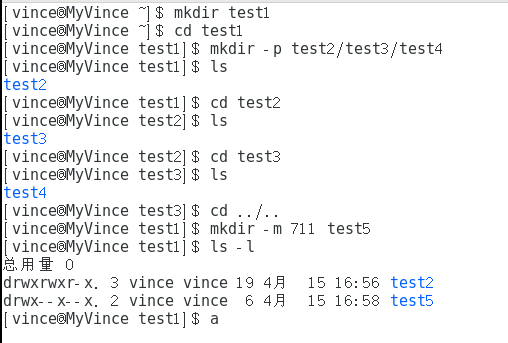 [vince@MyVince ~]$ mkdir test1
[vince@MyVince ~]$ cd test1
[vince@MyVince test1]$ mkdir -p test2/test3/test4
[vince@MyVince test1]$ ls
test2
[vince@MyVince test1]$ cd test2
[vince@MyVince test2]$ ls
test3
[vince@MyVince test2]$ cd test3
[vince@MyVince test3]$ ls
test4
[vince@MyVince test3]$ cd ../..
[vince@MyVince test1]$ mkdir -m 711 test5
[vince@MyVince test1]$ ls -l
总用量 0
drwxrwxr-x. 3 vince vince 19 4月  15 16:56 test2
drwx--x--x. 2 vince vince  6 4月  15 16:58 test5
[vince@MyVince test1]$ a